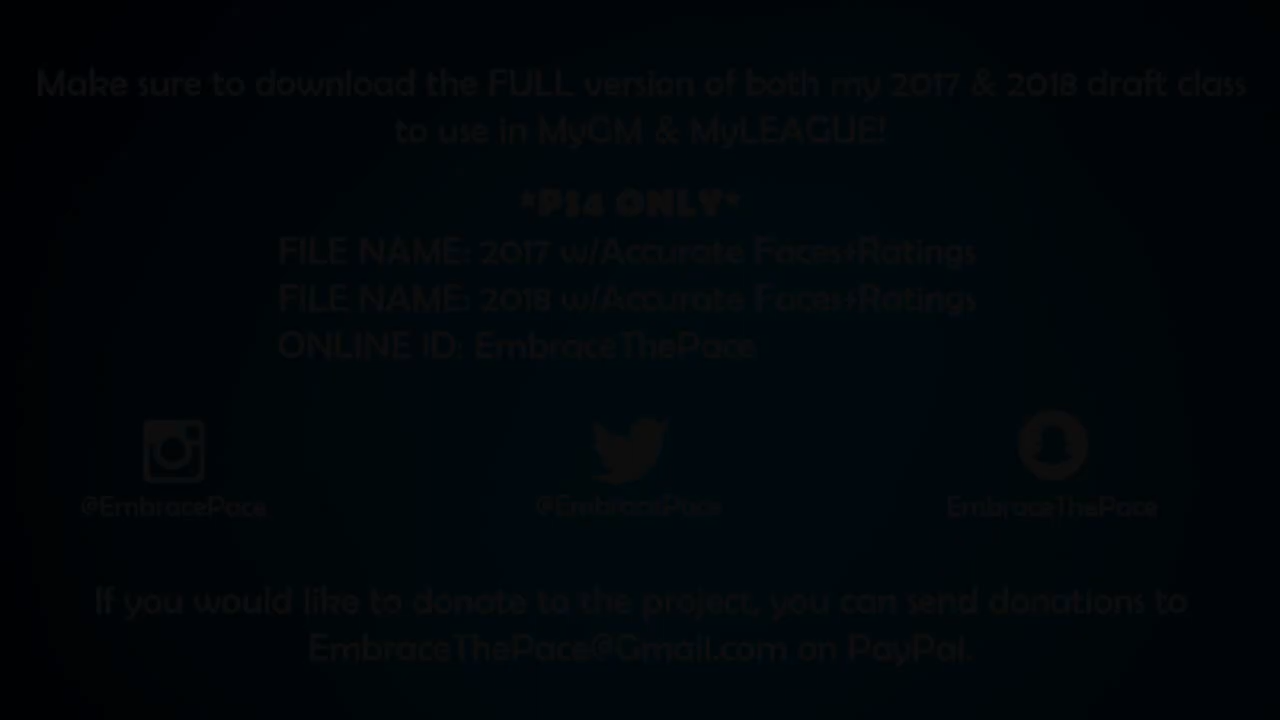 Make sure to download the FULL version of both my 2017 & 2018 draft class
to use in MyGM & MyLEAGUE!
*PS4 ONLY*
FILE NAME: 2017 w/Accurate Faces+Ratings
FILE NAME: 2018 w/Accurate Faces+Ratings
ONLINE ID: EmbraceThePace
@EmbracePace @EmbracePace EmbraceThePace
If you would like to donate to the project, you can send donations to
EmbraceThePace@Gmail.com on PayPal.